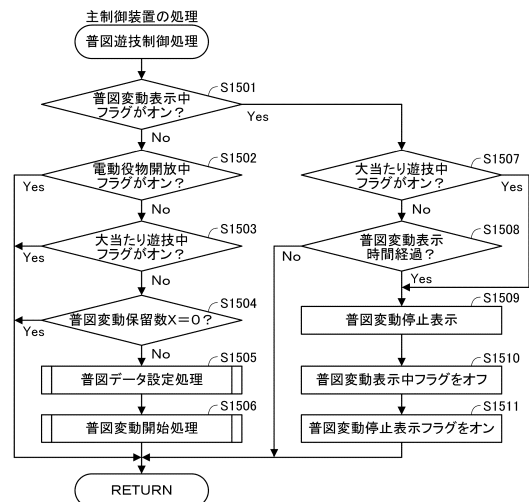 主制御装置の処理
普図遊技制御処理
S1501
普図変動表示中
フラグがオン？
Yes
No
S1502
電動役物開放中
フラグがオン？
Yes
No
S1503
大当たり遊技中
フラグがオン？
Yes
No
S1504
普図変動保留数X＝0？
Yes
No
S1505
普図データ設定処理
S1506
普図変動開始処理
S1507
大当たり遊技中
フラグがオン？
Yes
No
S1508
普図変動表示
時間経過？
No
Yes
S1509
普図変動停止表示
S1510
普図変動表示中フラグをオフ
S1511
普図変動停止表示フラグをオン
RETURN